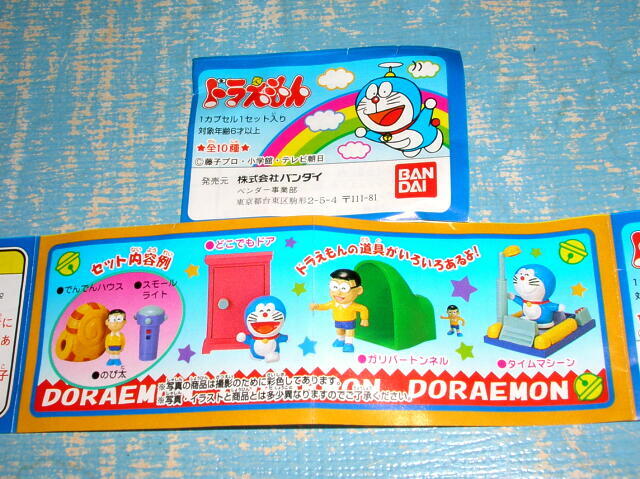 ドラえもん
1カプセル1セット入り
対象年齢6才以上
★全10種★
©藤子プロ・小学館・テレビ朝日
発売元 株式会社バンダイ
ベンダー事業部
東京都台東区駒形2-5-4 〒111-81
BAN
DAI
セット内容例
●どこでもドア
ドラえもんの道具がいろいろあるよ!
●でんでんハウス
●スモールライト
●のび太
●ガリバートンネル
●タイムマシーン
DORAEM
ON
DORAEMON
※写真の商品は撮影のために彩色してあります。
※写真・イラストと商品とは多少異なりますのでご了承ください。